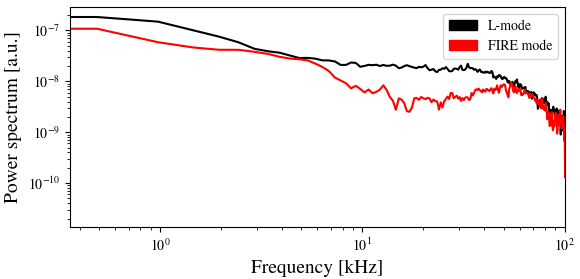 Power spectrum [a.u.]
10⁻⁷
10⁻⁸
10⁻⁹
10⁻¹⁰
L-mode
FIRE mode
10⁰
10¹
10²
Frequency [kHz]